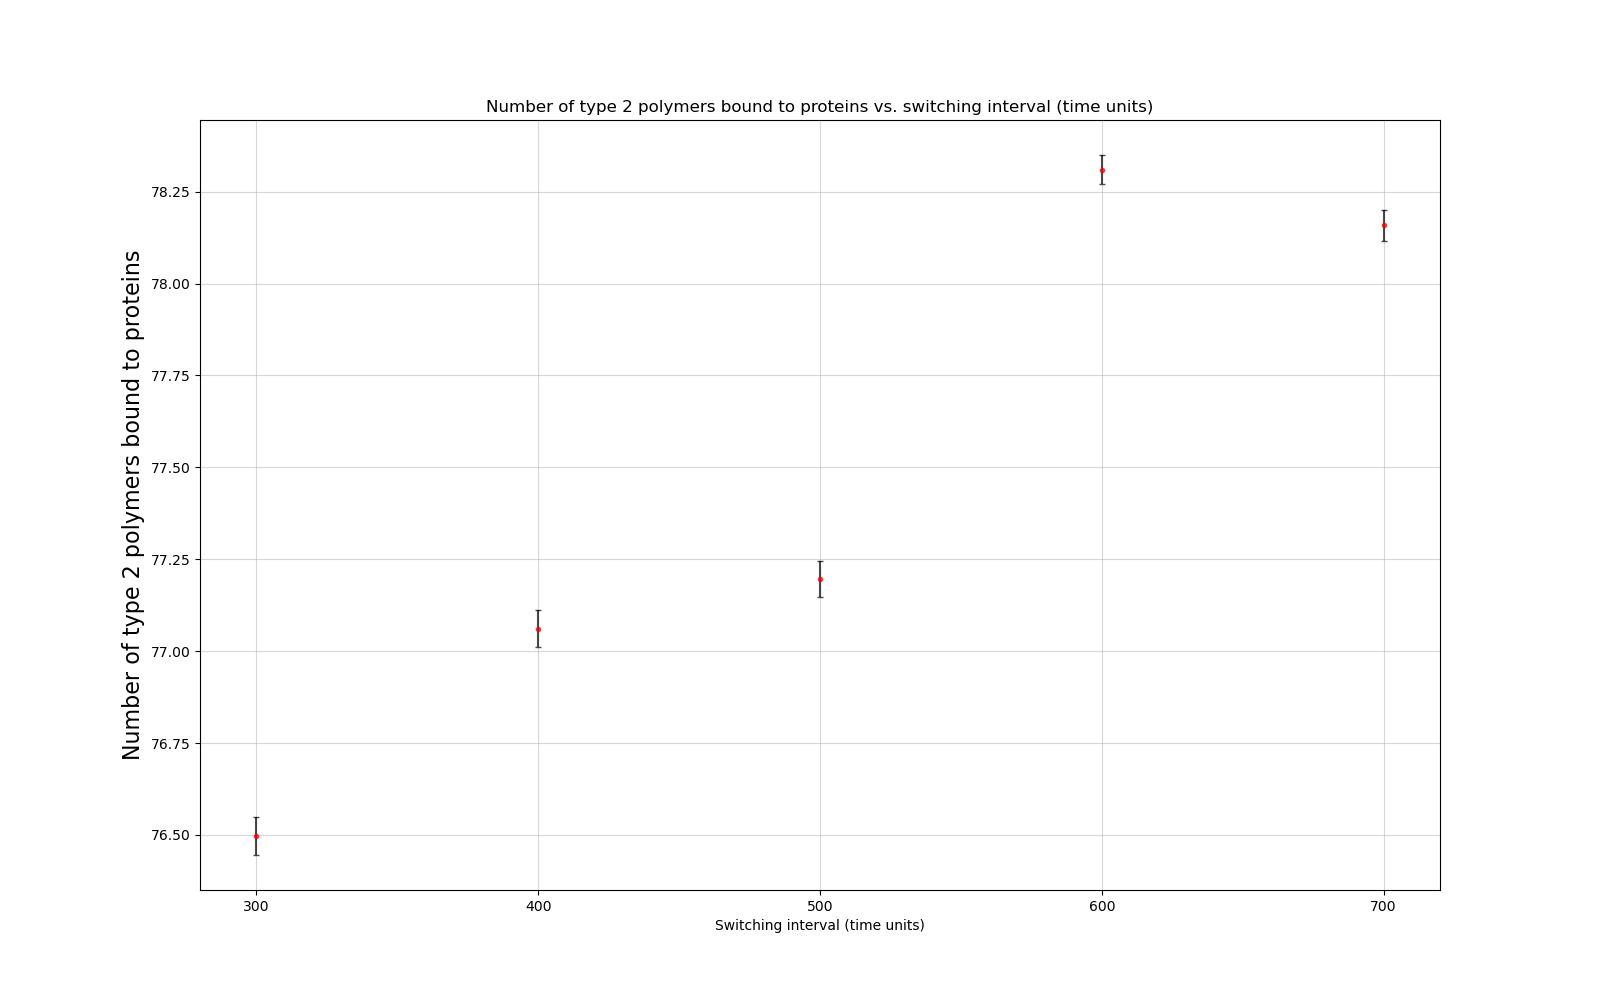 Number of type 2 polymers bound to proteins vs. switching interval (time units)
Number of type 2 polymers bound to proteins
78.25
78.00
77.75
77.50
77.25
77.00
76.75
76.50
300 400 500 600 700
Switching interval (time units)